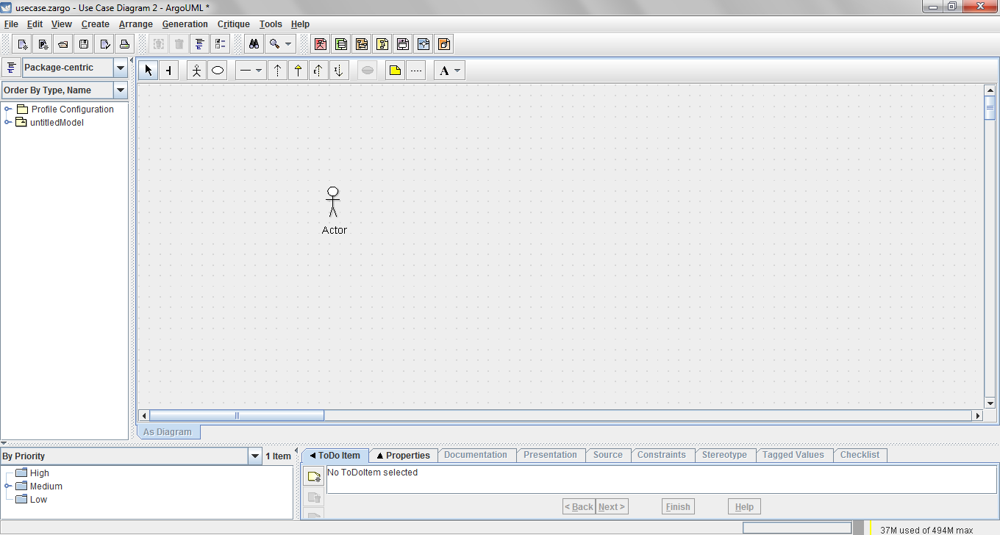 usecase.zargo - Use Case Diagram 2 - ArgoUML *
File Edit View Create Arrange Generation Critique Tools Help
Package-centric
A
Order By Type, Name
Profile Configuration
untitledModel
Actor
As Diagram
By Priority
1 Item
High
Medium
Low
ToDo Item Properties Documentation Presentation Source Constraints Stereotype Tagged Values Checklist
No ToDoItem selected
< Back Next > Finish Help
37M used of 494M max